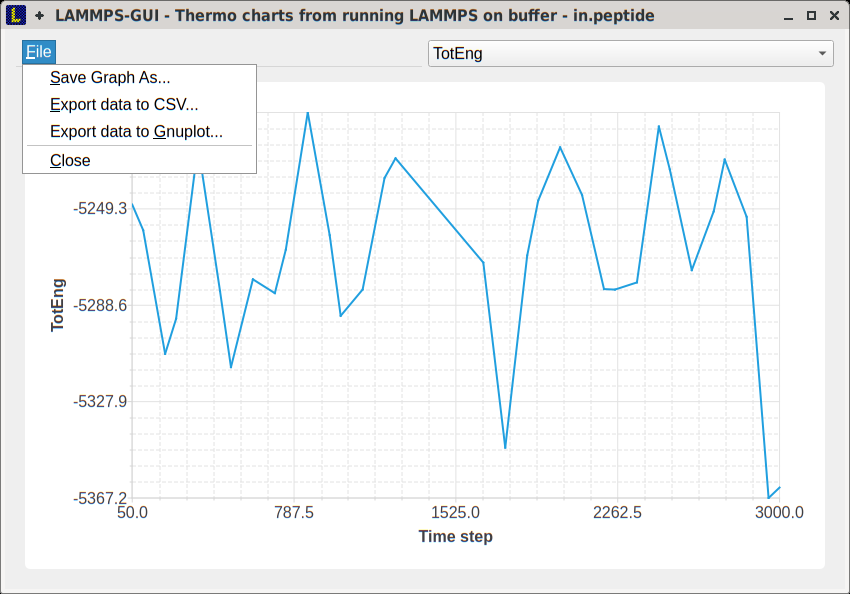 LAMMPS-GUI - Thermo charts from running LAMMPS on buffer - in.peptide
File
TotEng
Save Graph As...
Export data to CSV...
Export data to Gnuplot...
Close
-5249.3
-5288.6
-5327.9
-5367.2
TotEng
50.0 787.5 1525.0 2262.5 3000.0
Time step